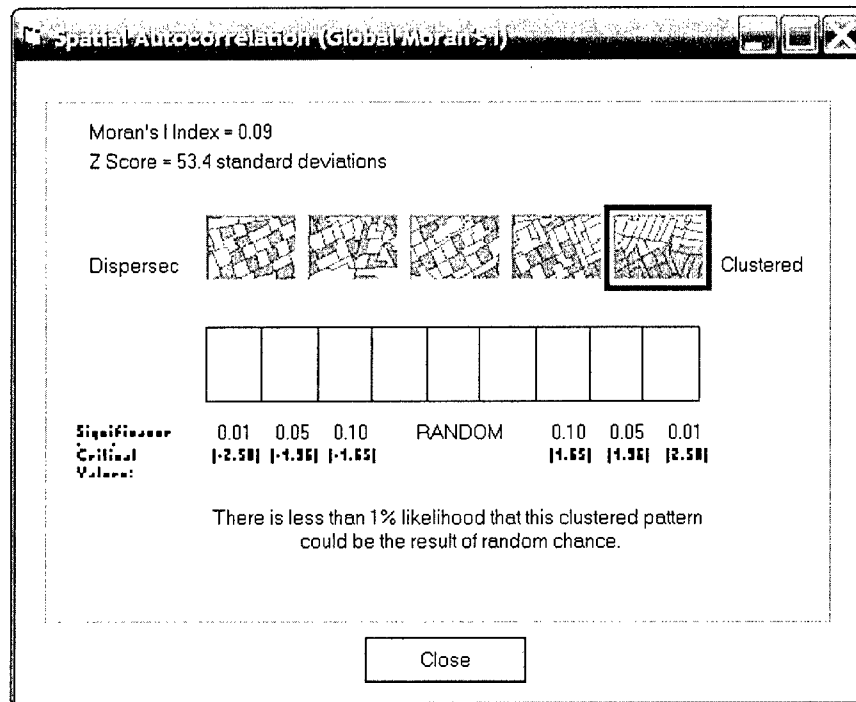 Spatial Autocorrelation (Global Moran's I)
Moran's I Index = 0.09
Z Score = 53.4 standard deviations
Dispersec
Clustered
0.01 0.05 0.10 RANDOM 0.10 0.05 0.01
Critical |-2.58| |-1.96| |-1.65| |1.65| |1.96| |2.58|
Values:
There is less than 1% likelihood that this clustered pattern
could be the result of random chance.
Close